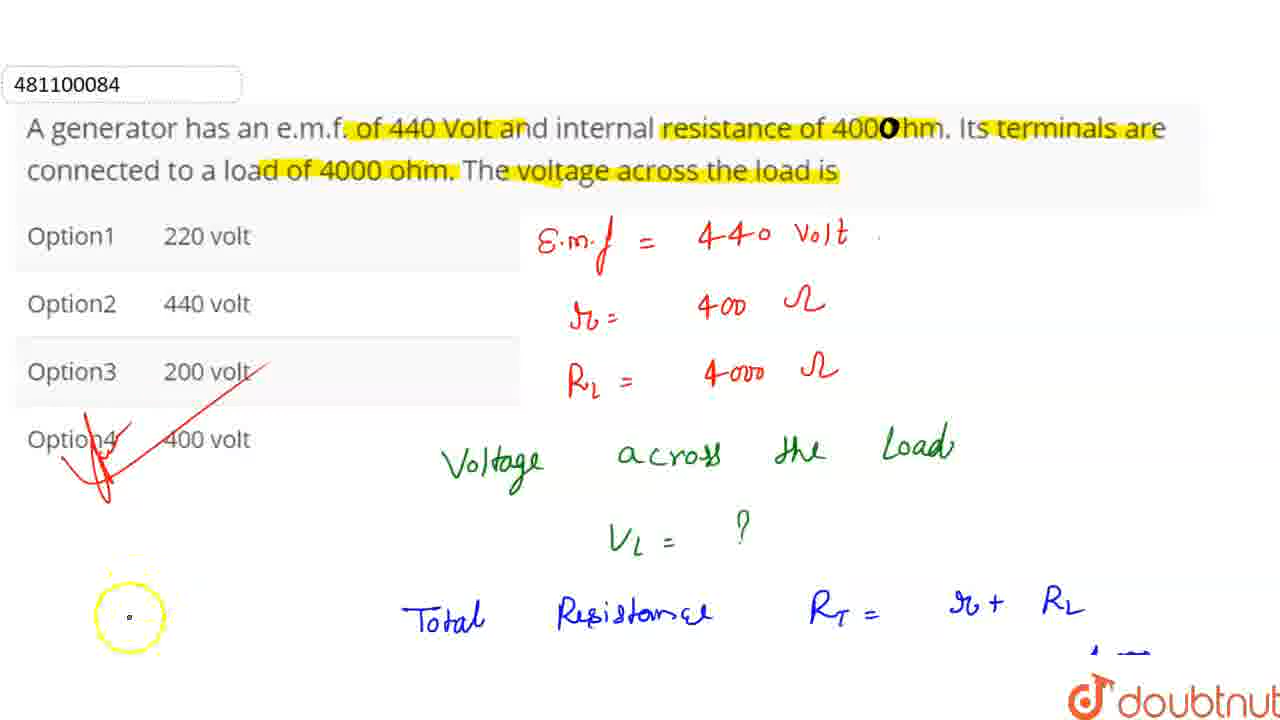 481100084
A generator has an e.m.f. of 440 Volt and internal resistance of 400Ohm. Its terminals are
connected to a load of 4000 ohm. The voltage across the load is
Option1 220 volt
Option2 440 volt
Option3 200 volt
Option4 400 volt
E.m.f = 440 Volt
r = 400 Ω
RL = 4000 Ω
Voltage across the Load
VL = ?
Total Resistance RT = r + RL
doubtnut